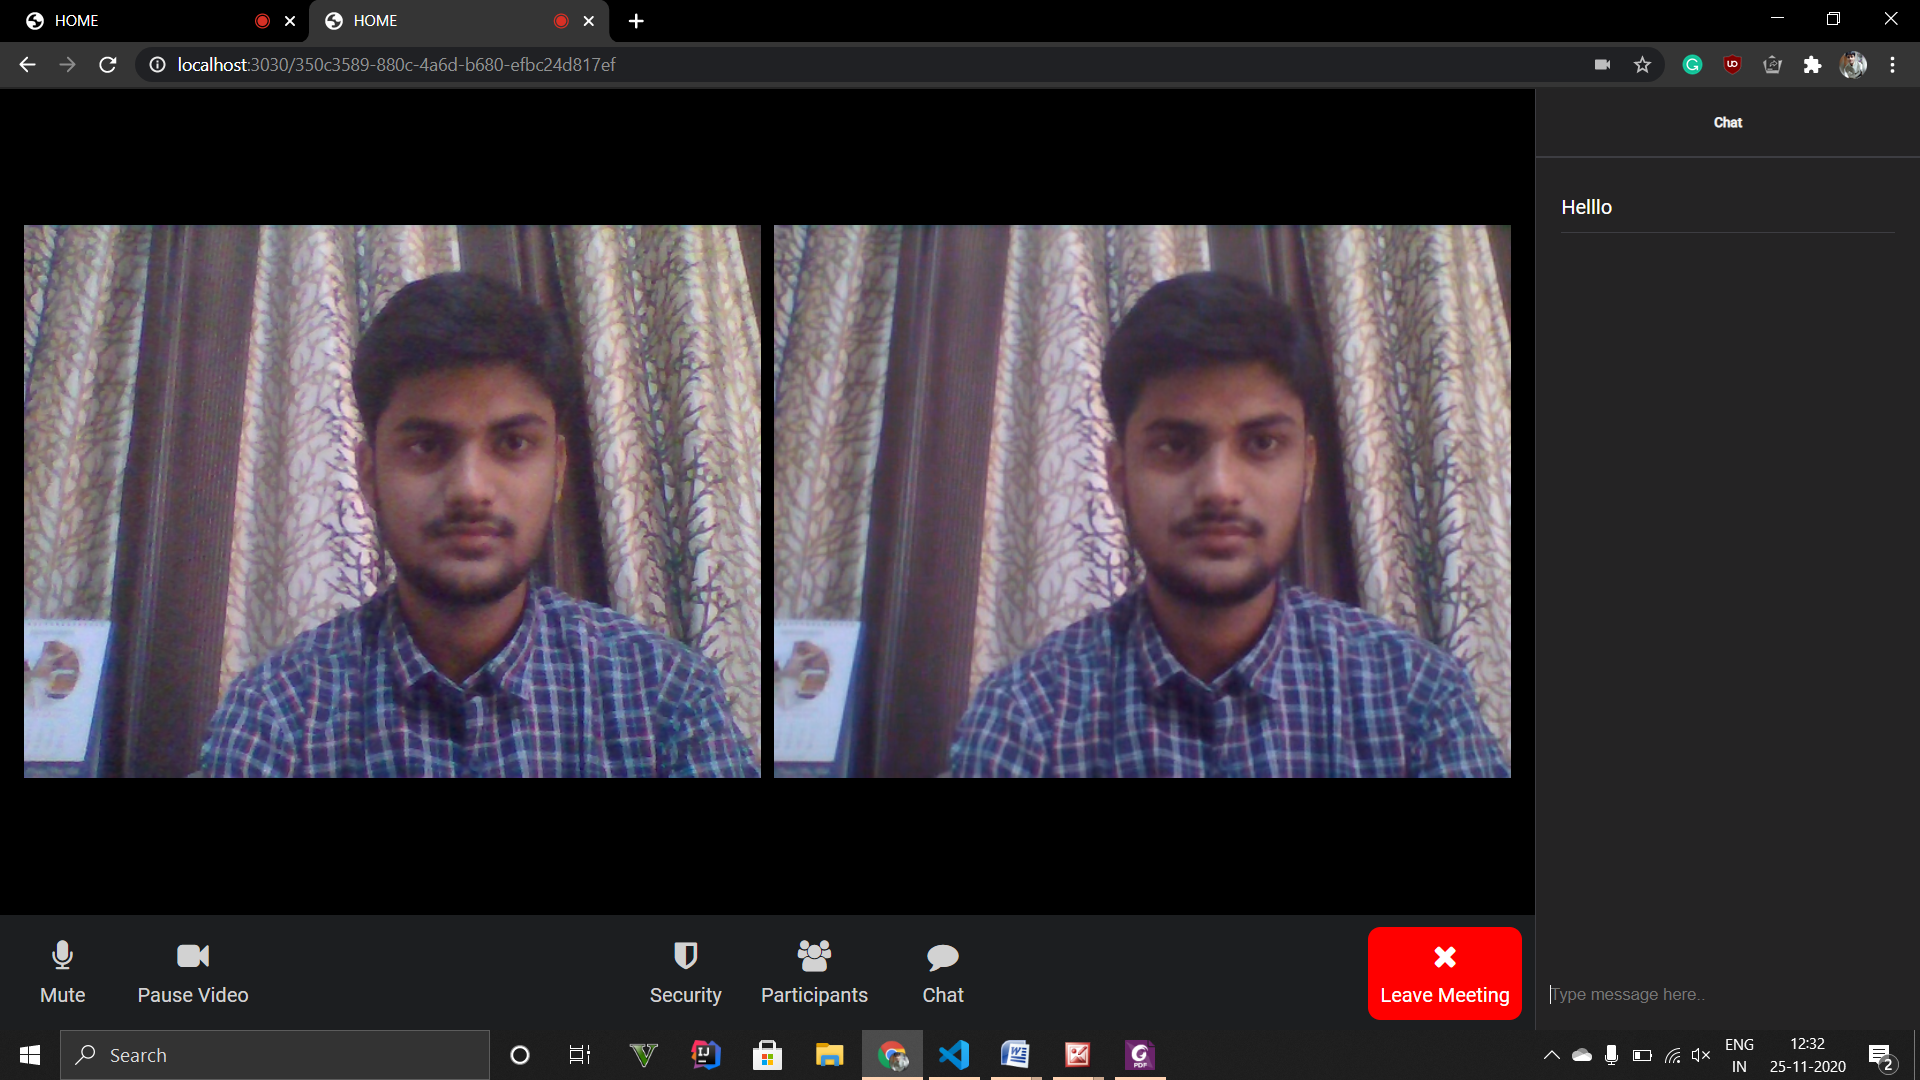 HOME
HOME
localhost:3030/350c3589-880c-4a6d-b680-efbc24d817ef
Chat
Helllo
Mute
Pause Video
Security
Participants
Chat
Leave Meeting
Type message here..
Search
ENG
IN
12:32
25-11-2020
2